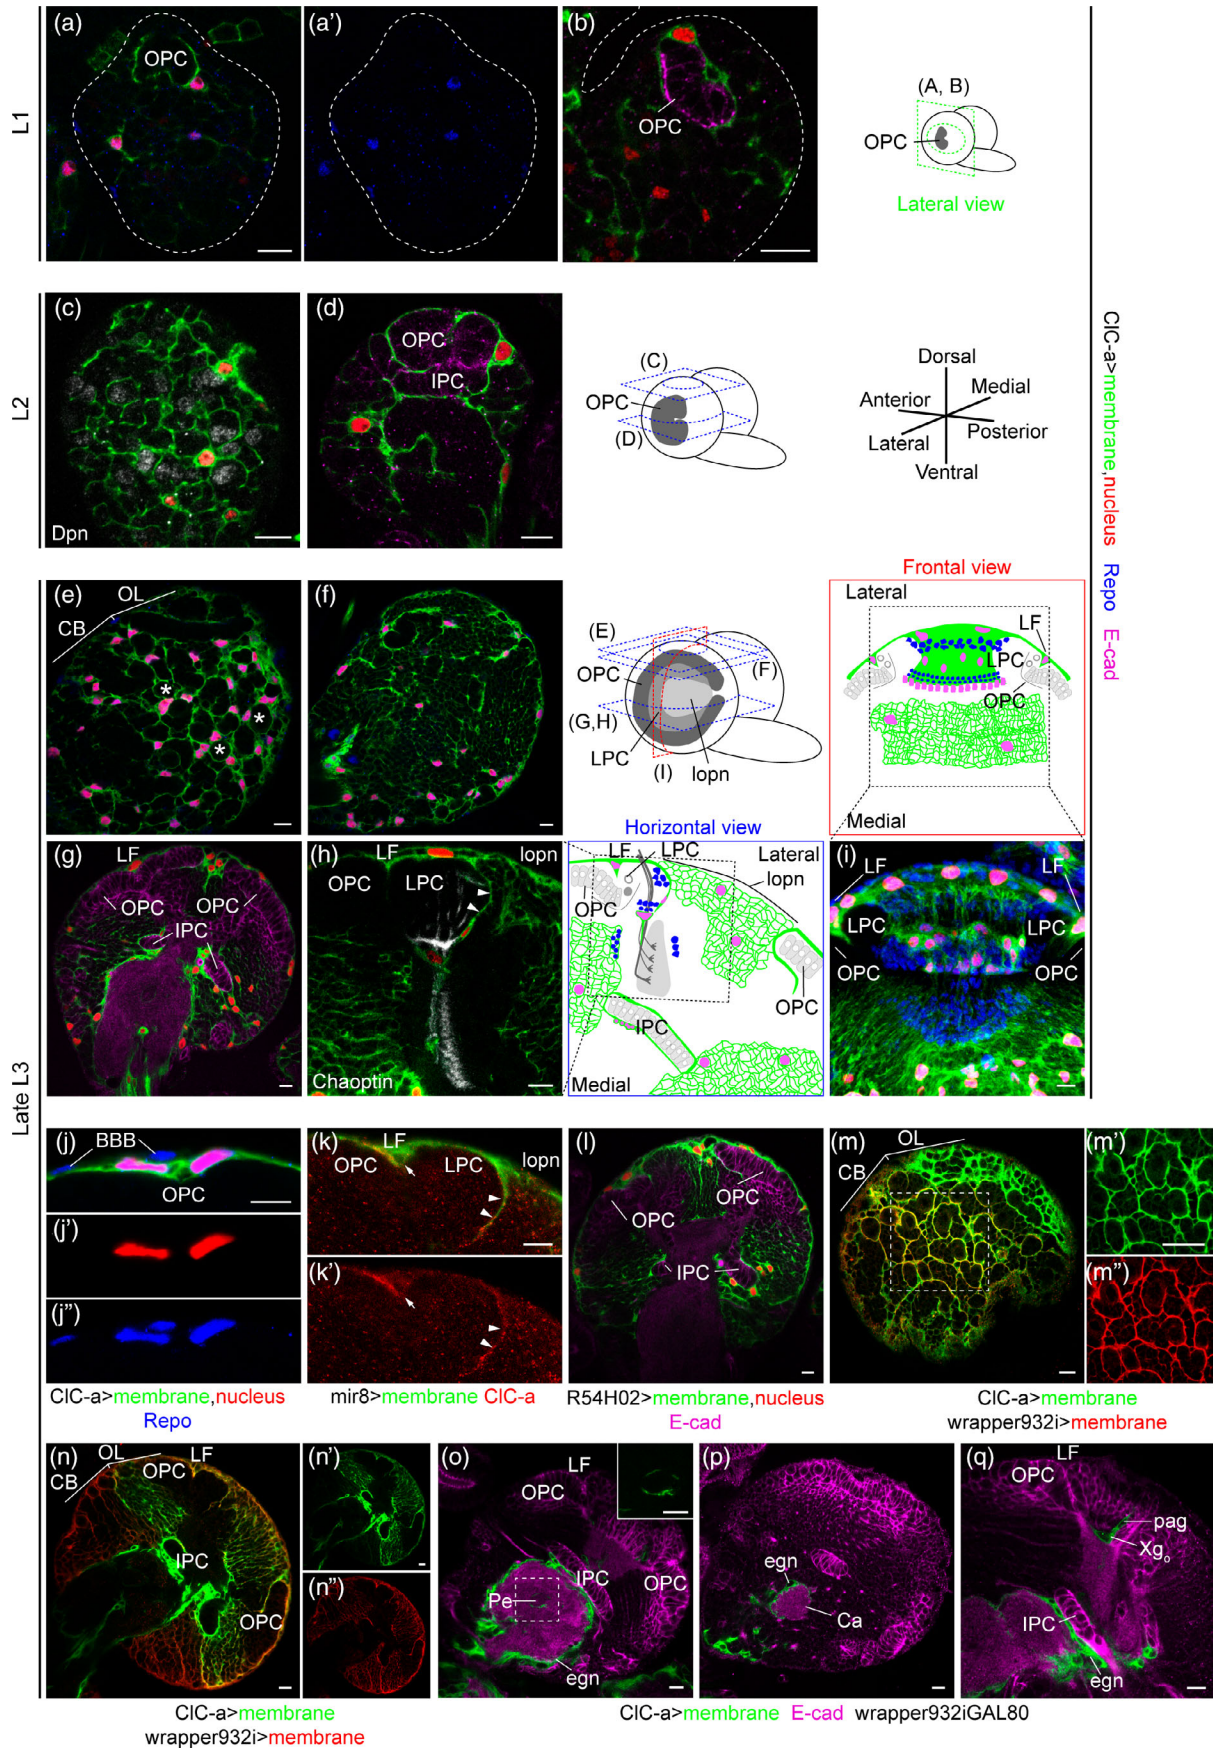 L1
(a)
OPC
(a')
(b)
OPC
(A, B)
OPC
Lateral view
L2
(c)
Dpn
(d)
OPC
IPC
(C)
OPC
(D)
Dorsal
Medial
Anterior
Lateral
Posterior
Ventral
ClC-a>membrane,nucleus Repo E-cad
Late L3
(e)
OL
CB
*
*
*
(f)
(E)
OPC
(F)
(G,H)
LPC
(I)
lopn
Frontal view
Lateral
LF
LPC
OPC
Medial
(g)
LF
OPC
OPC
IPC
(h)
LF
lopn
OPC
LPC
Chaoptin
Horizontal view
LF
LPC
Lateral
lopn
OPC
OPC
IPC
Medial
(i)
LF
LF
LPC
LPC
OPC
OPC
(j)
BBB
OPC
(j')
(j'')
ClC-a>membrane,nucleus
Repo
(k)
LF
OPC
LPC
lopn
(k')
mir8>membrane ClC-a
(l)
OPC
OPC
IPC
R54H02>membrane,nucleus
E-cad
(m)
OL
CB
(m')
(m'')
ClC-a>membrane
wrapper932i>membrane
(n)
OL
LF
CB
OPC
IPC
OPC
(n')
(n'')
ClC-a>membrane
wrapper932i>membrane
(o)
LF
OPC
IPC
OPC
Pe
egn
(p)
egn
Ca
(q)
LF
OPC
pag
Xgo
IPC
egn
ClC-a>membrane E-cad wrapper932iGAL80